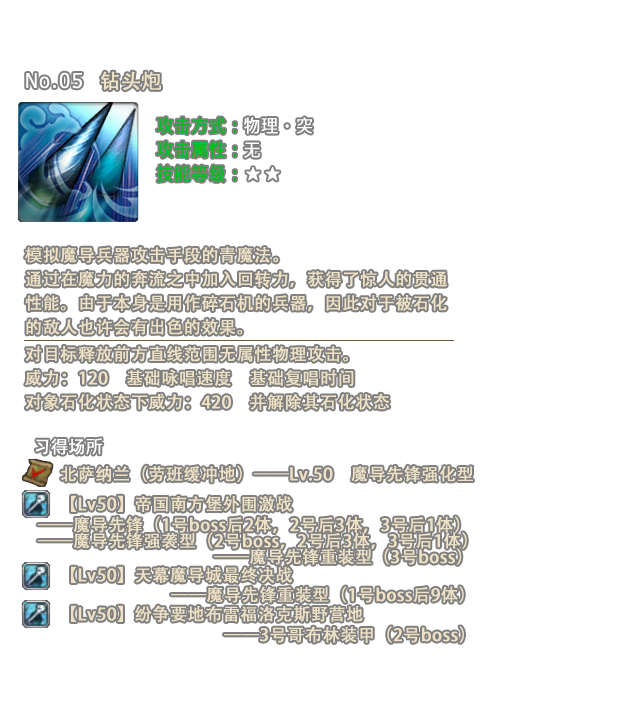 No.05 钻头炮
攻击方式：物理·突
攻击属性：无
技能等级：★★
模拟魔导兵器攻击手段的青魔法。
通过在魔力的奔流之中加入回转力，获得了惊人的贯通
性能。由于本身是用作碎石机的兵器，因此对于被石化
的敌人也许会有出色的效果。
对目标释放前方直线范围无属性物理攻击。
威力：120 基础咏唱速度 基础复唱时间
对象石化状态下威力：420 并解除其石化状态
习得场所
北萨纳兰（劳班缓冲地）——Lv.50 魔导先锋强化型
【Lv50】帝国南方堡外围激战
——魔导先锋（1号boss后2体，2号后3体，3号后1体）
——魔导先锋强袭型（2号boss，2号后3体，3号后1体）
——魔导先锋重装型（3号boss）
【Lv50】天幕魔导城最终决战
——魔导先锋重装型（1号boss后9体）
【Lv50】纷争要地布雷福洛克斯野营地
——3号哥布林装甲（2号boss）